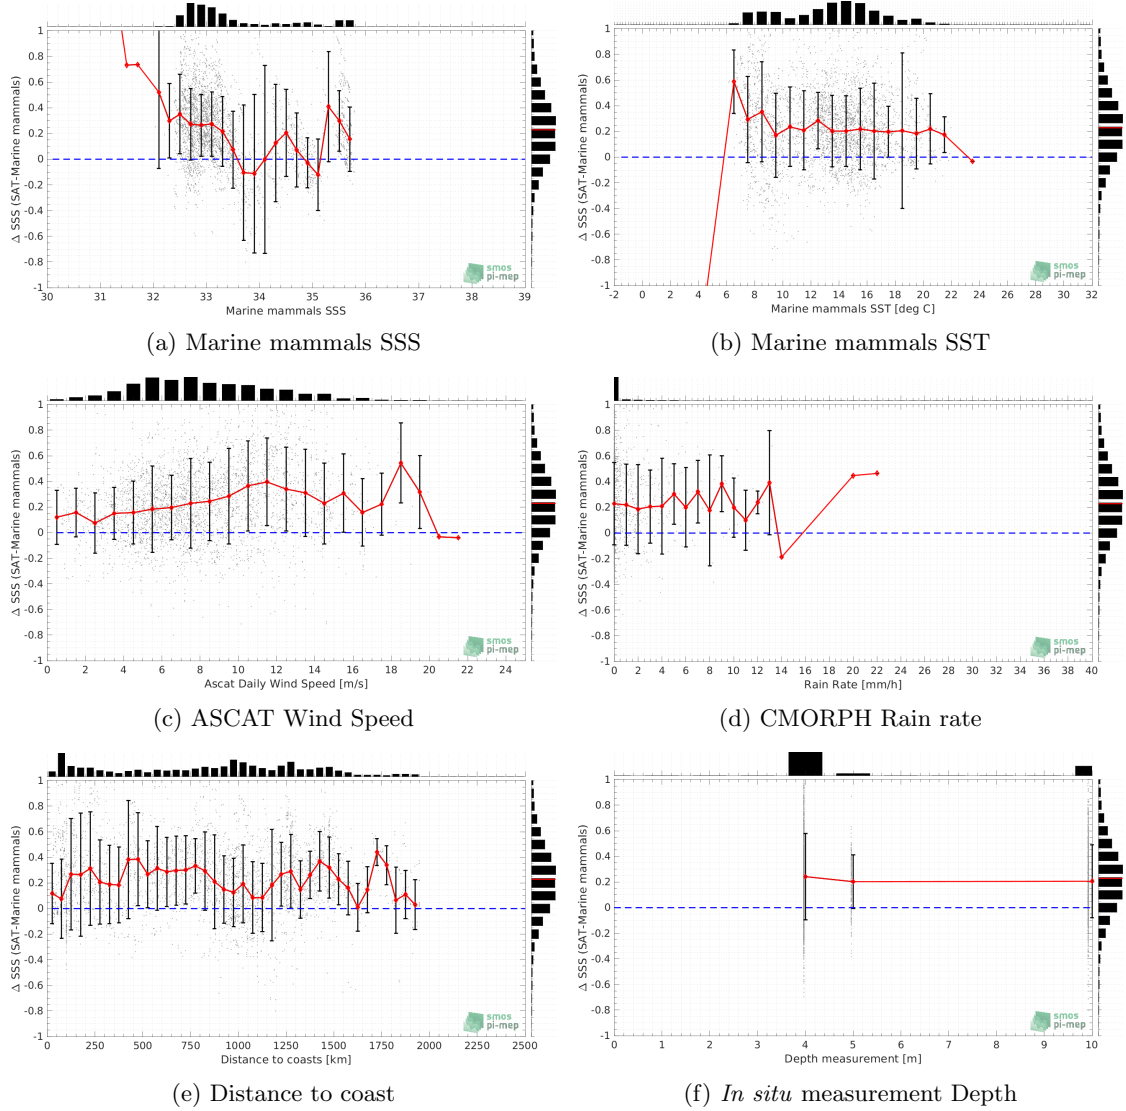 Δ SSS (SAT-Marine mammals)
1
0.8
0.6
0.4
0.2
0
-0.2
-0.4
-0.6
-0.8
-1
30 31 32 33 34 35 36 37 38 39
Marine mammals SSS
smos
pi-mep
(a) Marine mammals SSS
Δ SSS (SAT-Marine mammals)
1
0.8
0.6
0.4
0.2
0
-0.2
-0.4
-0.6
-0.8
-1
-2 0 2 4 6 8 10 12 14 16 18 20 22 24 26 28 30 32
Marine mammals SST [deg C]
smos
pi-mep
(b) Marine mammals SST
Δ SSS (SAT-Marine mammals)
1
0.8
0.6
0.4
0.2
0
-0.2
-0.4
-0.6
-0.8
-1
0 2 4 6 8 10 12 14 16 18 20 22 24
Ascat Daily Wind Speed [m/s]
smos
pi-mep
(c) ASCAT Wind Speed
Δ SSS (SAT-Marine mammals)
1
0.8
0.6
0.4
0.2
0
-0.2
-0.4
-0.6
-0.8
-1
0 2 4 6 8 10 12 14 16 18 20 22 24 26 28 30 32 34 36 38 40
Rain Rate [mm/h]
smos
pi-mep
(d) CMORPH Rain rate
Δ SSS (SAT-Marine mammals)
1
0.8
0.6
0.4
0.2
0
-0.2
-0.4
-0.6
-0.8
-1
0 250 500 750 1000 1250 1500 1750 2000 2250 2500
Distance to coasts [km]
smos
pi-mep
(e) Distance to coast
Δ SSS (SAT-Marine mammals)
1
0.8
0.6
0.4
0.2
0
-0.2
-0.4
-0.6
-0.8
-1
0 1 2 3 4 5 6 7 8 9 10
Depth measurement [m]
smos
pi-mep
(f) In situ measurement Depth